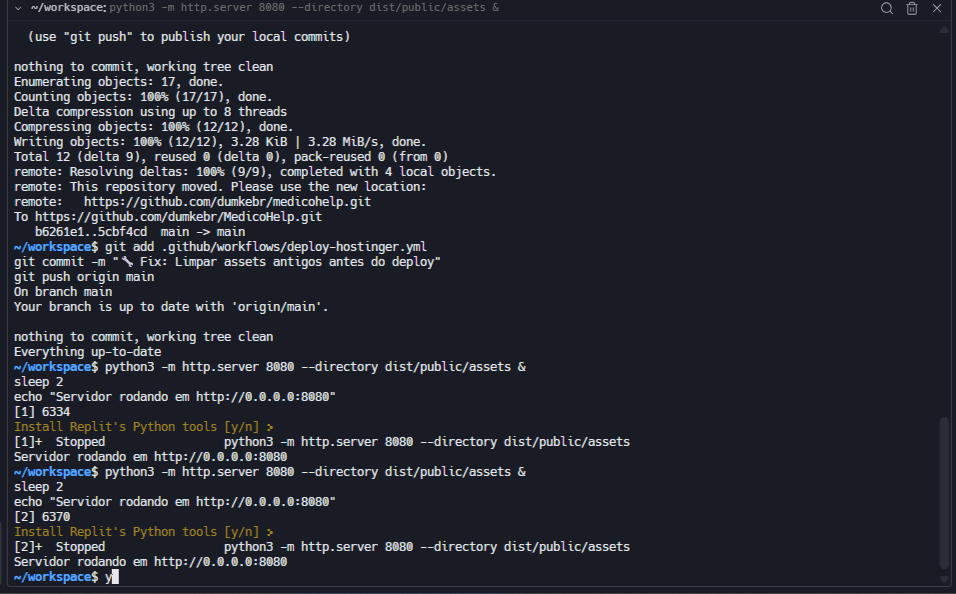 ~/workspace: python3 -m http.server 8080 --directory dist/public/assets &
(use "git push" to publish your local commits)
nothing to commit, working tree clean
Enumerating objects: 17, done.
Counting objects: 100% (17/17), done.
Delta compression using up to 8 threads
Compressing objects: 100% (12/12), done.
Writing objects: 100% (12/12), 3.28 KiB | 3.28 MiB/s, done.
Total 12 (delta 9), reused 0 (delta 0), pack-reused 0 (from 0)
remote: Resolving deltas: 100% (9/9), completed with 4 local objects.
remote: This repository moved. Please use the new location:
remote:   https://github.com/dumkebr/medicohelp.git
To https://github.com/dumkebr/MedicoHelp.git
   b6261e1..5cbf4cd  main -> main
~/workspace$ git add .github/workflows/deploy-hostinger.yml
git commit -m "🔧 Fix: Limpar assets antigos antes do deploy"
git push origin main
On branch main
Your branch is up to date with 'origin/main'.
nothing to commit, working tree clean
Everything up-to-date
~/workspace$ python3 -m http.server 8080 --directory dist/public/assets &
sleep 2
echo "Servidor rodando em http://0.0.0.0:8080"
[1] 6334
Install Replit's Python tools [y/n] >
[1]+  Stopped                 python3 -m http.server 8080 --directory dist/public/assets
Servidor rodando em http://0.0.0.0:8080
~/workspace$ python3 -m http.server 8080 --directory dist/public/assets &
sleep 2
echo "Servidor rodando em http://0.0.0.0:8080"
[2] 6370
Install Replit's Python tools [y/n] >
[2]+  Stopped                 python3 -m http.server 8080 --directory dist/public/assets
Servidor rodando em http://0.0.0.0:8080
~/workspace$ y